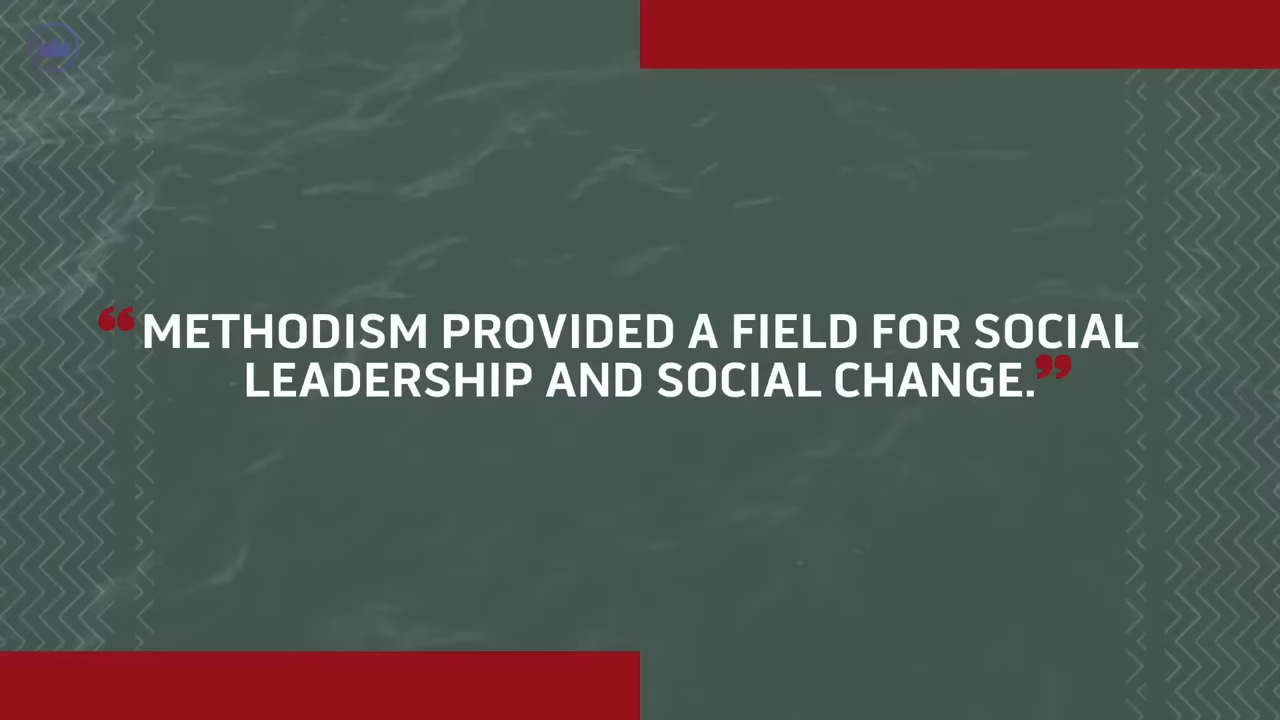 “METHODISM PROVIDED A FIELD FOR SOCIAL
LEADERSHIP AND SOCIAL CHANGE.”